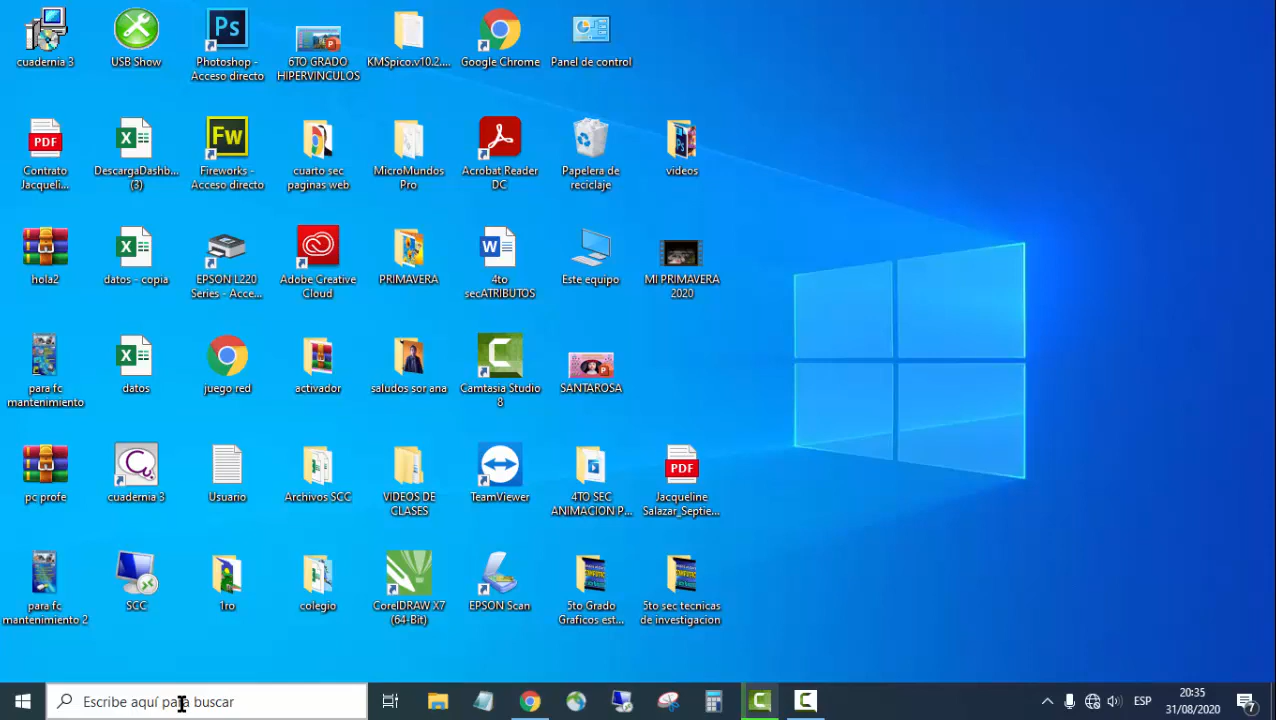 cuadernia 3
USB Show
Photoshop -
Acceso directo
6TO GRADO
HIPERVINCULOS
KMSpico.v10.2....
Google Chrome
Panel de control
Contrato
Jacqueli...
DescargaDashb...
(3)
Fireworks -
Acceso directo
cuarto sec
paginas web
MicroMundos
Pro
Acrobat Reader
DC
Papelera de
reciclaje
videos
hola2
datos - copia
EPSON L220
Series - Acce...
Adobe Creative
Cloud
PRIMAVERA
4to
secATRIBUTOS
Este equipo
MI PRIMAVERA
2020
para fc
mantenimiento
datos
juego red
activador
saludos sor ana
Camtasia Studio
8
SANTAROSA
pc profe
cuadernia 3
Usuario
Archivos SCC
VIDEOS DE
CLASES
TeamViewer
4TO SEC
ANIMACION P...
Jacqueline
Salazar_Septie...
para fc
mantenimiento 2
SCC
1ro
colegio
CorelDRAW X7
(64-Bit)
EPSON Scan
5to Grado
Graficos est...
5to sec tecnicas
de investigacion
Escribe aquí para buscar
ESP
20:35
31/08/2020
7
Ps
Fw
PDF
PDF